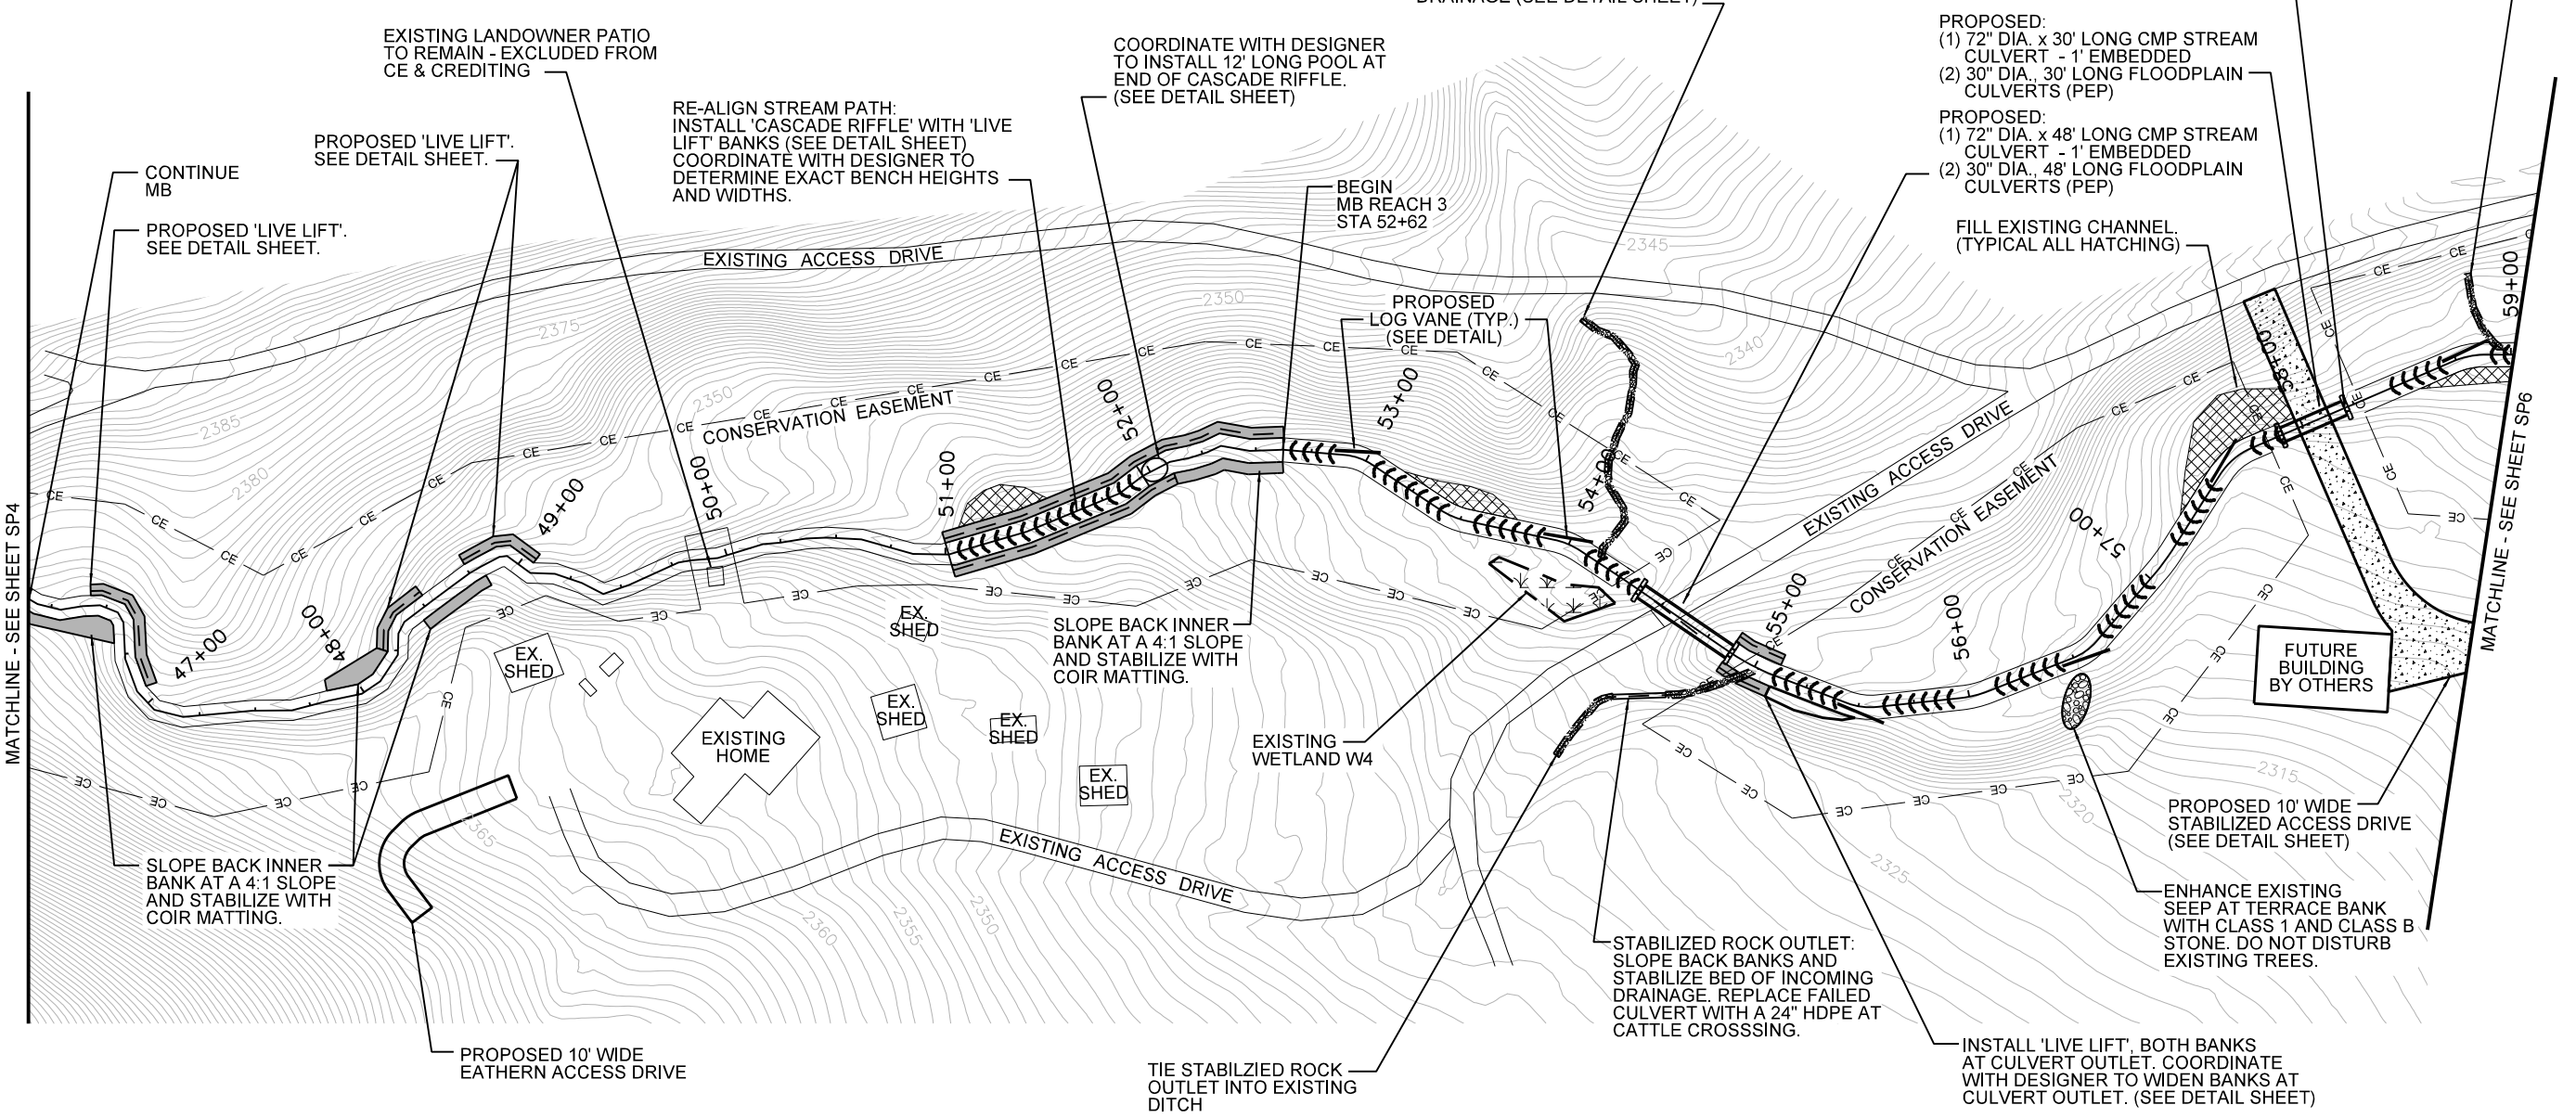 DRAINAGE (SEE DETAIL SHEET)
EXISTING LANDOWNER PATIO
TO REMAIN - EXCLUDED FROM
CE & CREDITING
COORDINATE WITH DESIGNER
TO INSTALL 12' LONG POOL AT
END OF CASCADE RIFFLE.
(SEE DETAIL SHEET)
PROPOSED:
(1) 72" DIA. x 30' LONG CMP STREAM
CULVERT - 1' EMBEDDED
(2) 30" DIA., 30' LONG FLOODPLAIN
CULVERTS (PEP)
PROPOSED:
(1) 72" DIA. x 48' LONG CMP STREAM
CULVERT - 1' EMBEDDED
(2) 30" DIA., 48' LONG FLOODPLAIN
CULVERTS (PEP)
RE-ALIGN STREAM PATH:
INSTALL 'CASCADE RIFFLE' WITH 'LIVE
LIFT' BANKS (SEE DETAIL SHEET)
COORDINATE WITH DESIGNER TO
DETERMINE EXACT BENCH HEIGHTS
AND WIDTHS.
PROPOSED 'LIVE LIFT'.
SEE DETAIL SHEET.
CONTINUE
MB
PROPOSED 'LIVE LIFT'.
SEE DETAIL SHEET.
BEGIN
MB REACH 3
STA 52+62
FILL EXISTING CHANNEL.
(TYPICAL ALL HATCHING)
EXISTING ACCESS DRIVE
PROPOSED
LOG VANE (TYP.)
(SEE DETAIL)
2345
2350
2375
2340
2350
2385
2380
CONSERVATION EASEMENT
47+00
48+00
49+00
50+00
51+00
52+00
53+00
54+00
55+00
56+00
57+00
58+00
59+00
EXISTING ACCESS DRIVE
CONSERVATION EASEMENT
MATCHLINE - SEE SHEET SP4
MATCHLINE - SEE SHEET SP6
EX.
SHED
EX.
SHED
EX.
SHED
EX.
SHED
EX.
SHED
EXISTING
HOME
SLOPE BACK INNER
BANK AT A 4:1 SLOPE
AND STABILIZE WITH
COIR MATTING.
EXISTING
WETLAND W4
FUTURE
BUILDING
BY OTHERS
2315
2320
2325
2365
2360
2355
2350
EXISTING ACCESS DRIVE
PROPOSED 10' WIDE
STABILIZED ACCESS DRIVE
(SEE DETAIL SHEET)
SLOPE BACK INNER
BANK AT A 4:1 SLOPE
AND STABILIZE WITH
COIR MATTING.
ENHANCE EXISTING
SEEP AT TERRACE BANK
WITH CLASS 1 AND CLASS B
STONE. DO NOT DISTURB
EXISTING TREES.
STABILIZED ROCK OUTLET:
SLOPE BACK BANKS AND
STABILIZE BED OF INCOMING
DRAINAGE. REPLACE FAILED
CULVERT WITH A 24" HDPE AT
CATTLE CROSSSING.
PROPOSED 10' WIDE
EATHERN ACCESS DRIVE
TIE STABILZIED ROCK
OUTLET INTO EXISTING
DITCH
INSTALL 'LIVE LIFT', BOTH BANKS
AT CULVERT OUTLET. COORDINATE
WITH DESIGNER TO WIDEN BANKS AT
CULVERT OUTLET. (SEE DETAIL SHEET)